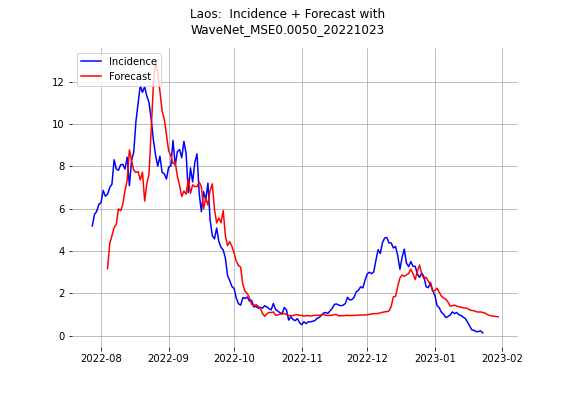 Laos:  Incidence + Forecast with
WaveNet_MSE0.0050_20221023
Incidence
Forecast
12
10
8
6
4
2
0
2022-08 2022-09 2022-10 2022-11 2022-12 2023-01 2023-02